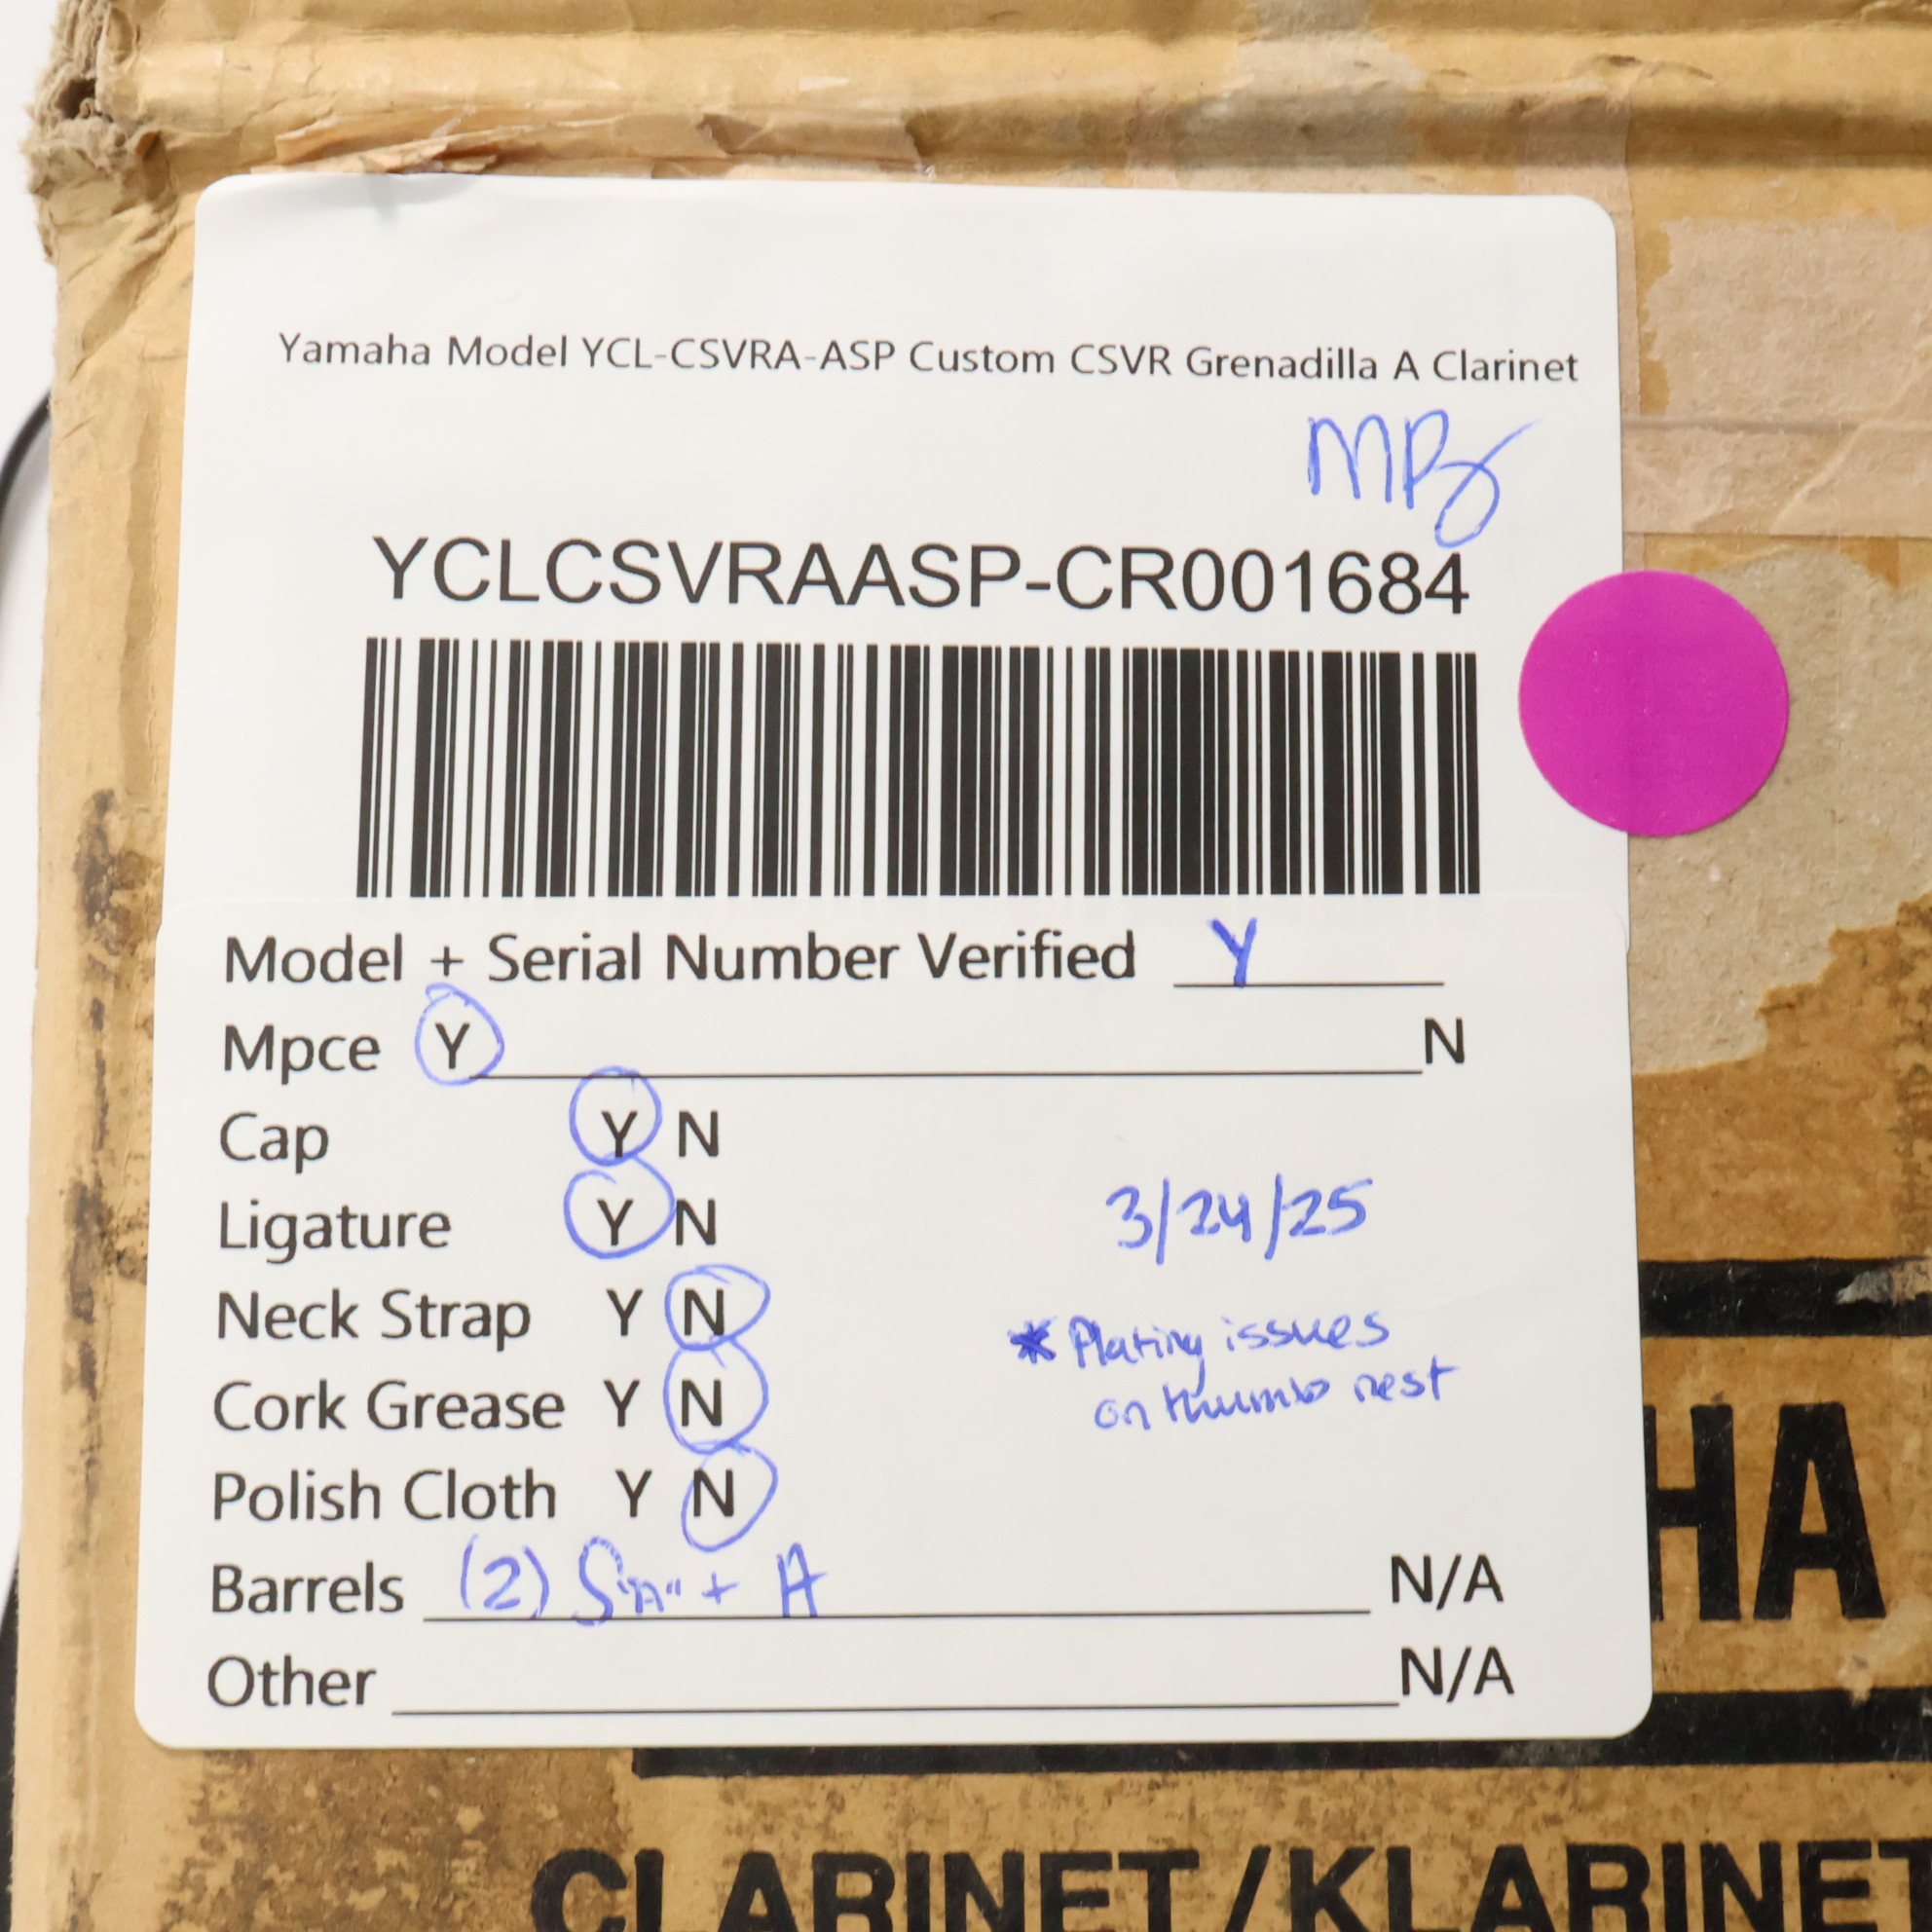 Yamaha Model YCL-CSVRA-ASP Custom CSVR Grenadilla A Clarinet
YCLCSVRAASP-CR001684
Model + Serial Number Verified Y
Mpce Y N
Cap Y N
Ligature Y N
3/24/25
Neck Strap Y N
* Plating issues
Cork Grease Y N
on thumb rest
Polish Cloth Y N
Barrels (2) + A N/A
Other N/A
HA
CLARINET/KLARINET